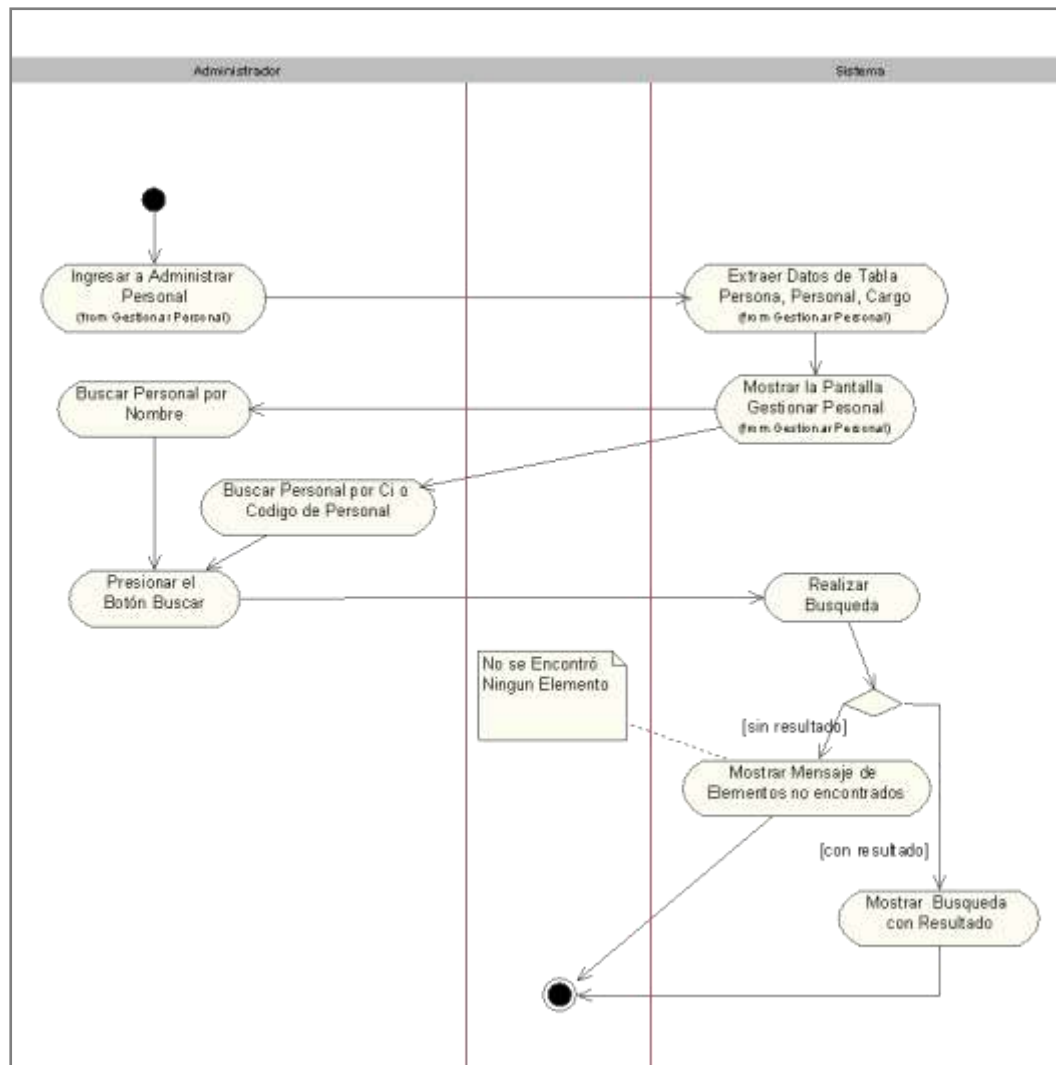 Administrador
Sistema
Ingresar a Administrar
Personal
(from Gestionar Personal)
Extraer Datos de Tabla
Persona, Personal, Cargo
(from Gestionar Personal)
Buscar Personal por
Nombre
Mostrar la Pantalla
Gestionar Pesonal
(from Gestionar Personal)
Buscar Personal por Ci o
Codigo de Personal
Presionar el
Botón Buscar
Realizar
Busqueda
No se Encontró
Ningun Elemento
[sin resultado]
Mostrar Mensaje de
Elementos no encontrados
[con resultado]
Mostrar Busqueda
con Resultado